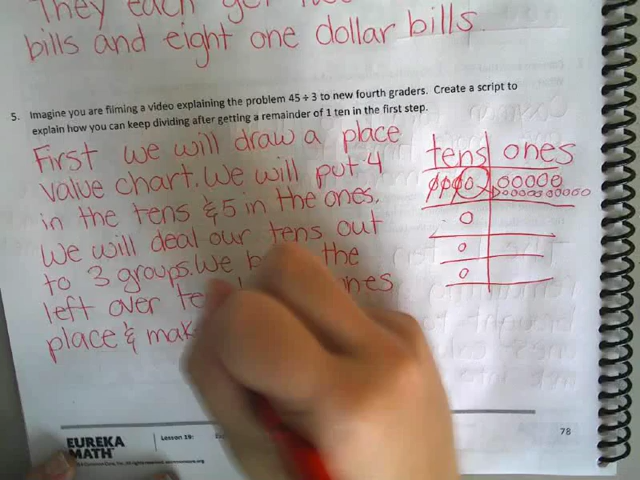 They each get
bills and eight one dollar bills.
5. Imagine you are filming a video explaining the problem 45 ÷ 3 to new fourth graders. Create a script to
explain how you can keep dividing after getting a remainder of 1 ten in the first step.
First we will draw a place
value chart. We will put 4
in the tens & 5 in the ones.
We will deal our tens out
to 3 groups. We the
left over
place & mak
tens ones
EUREKA
MATH
Lesson 19:
78